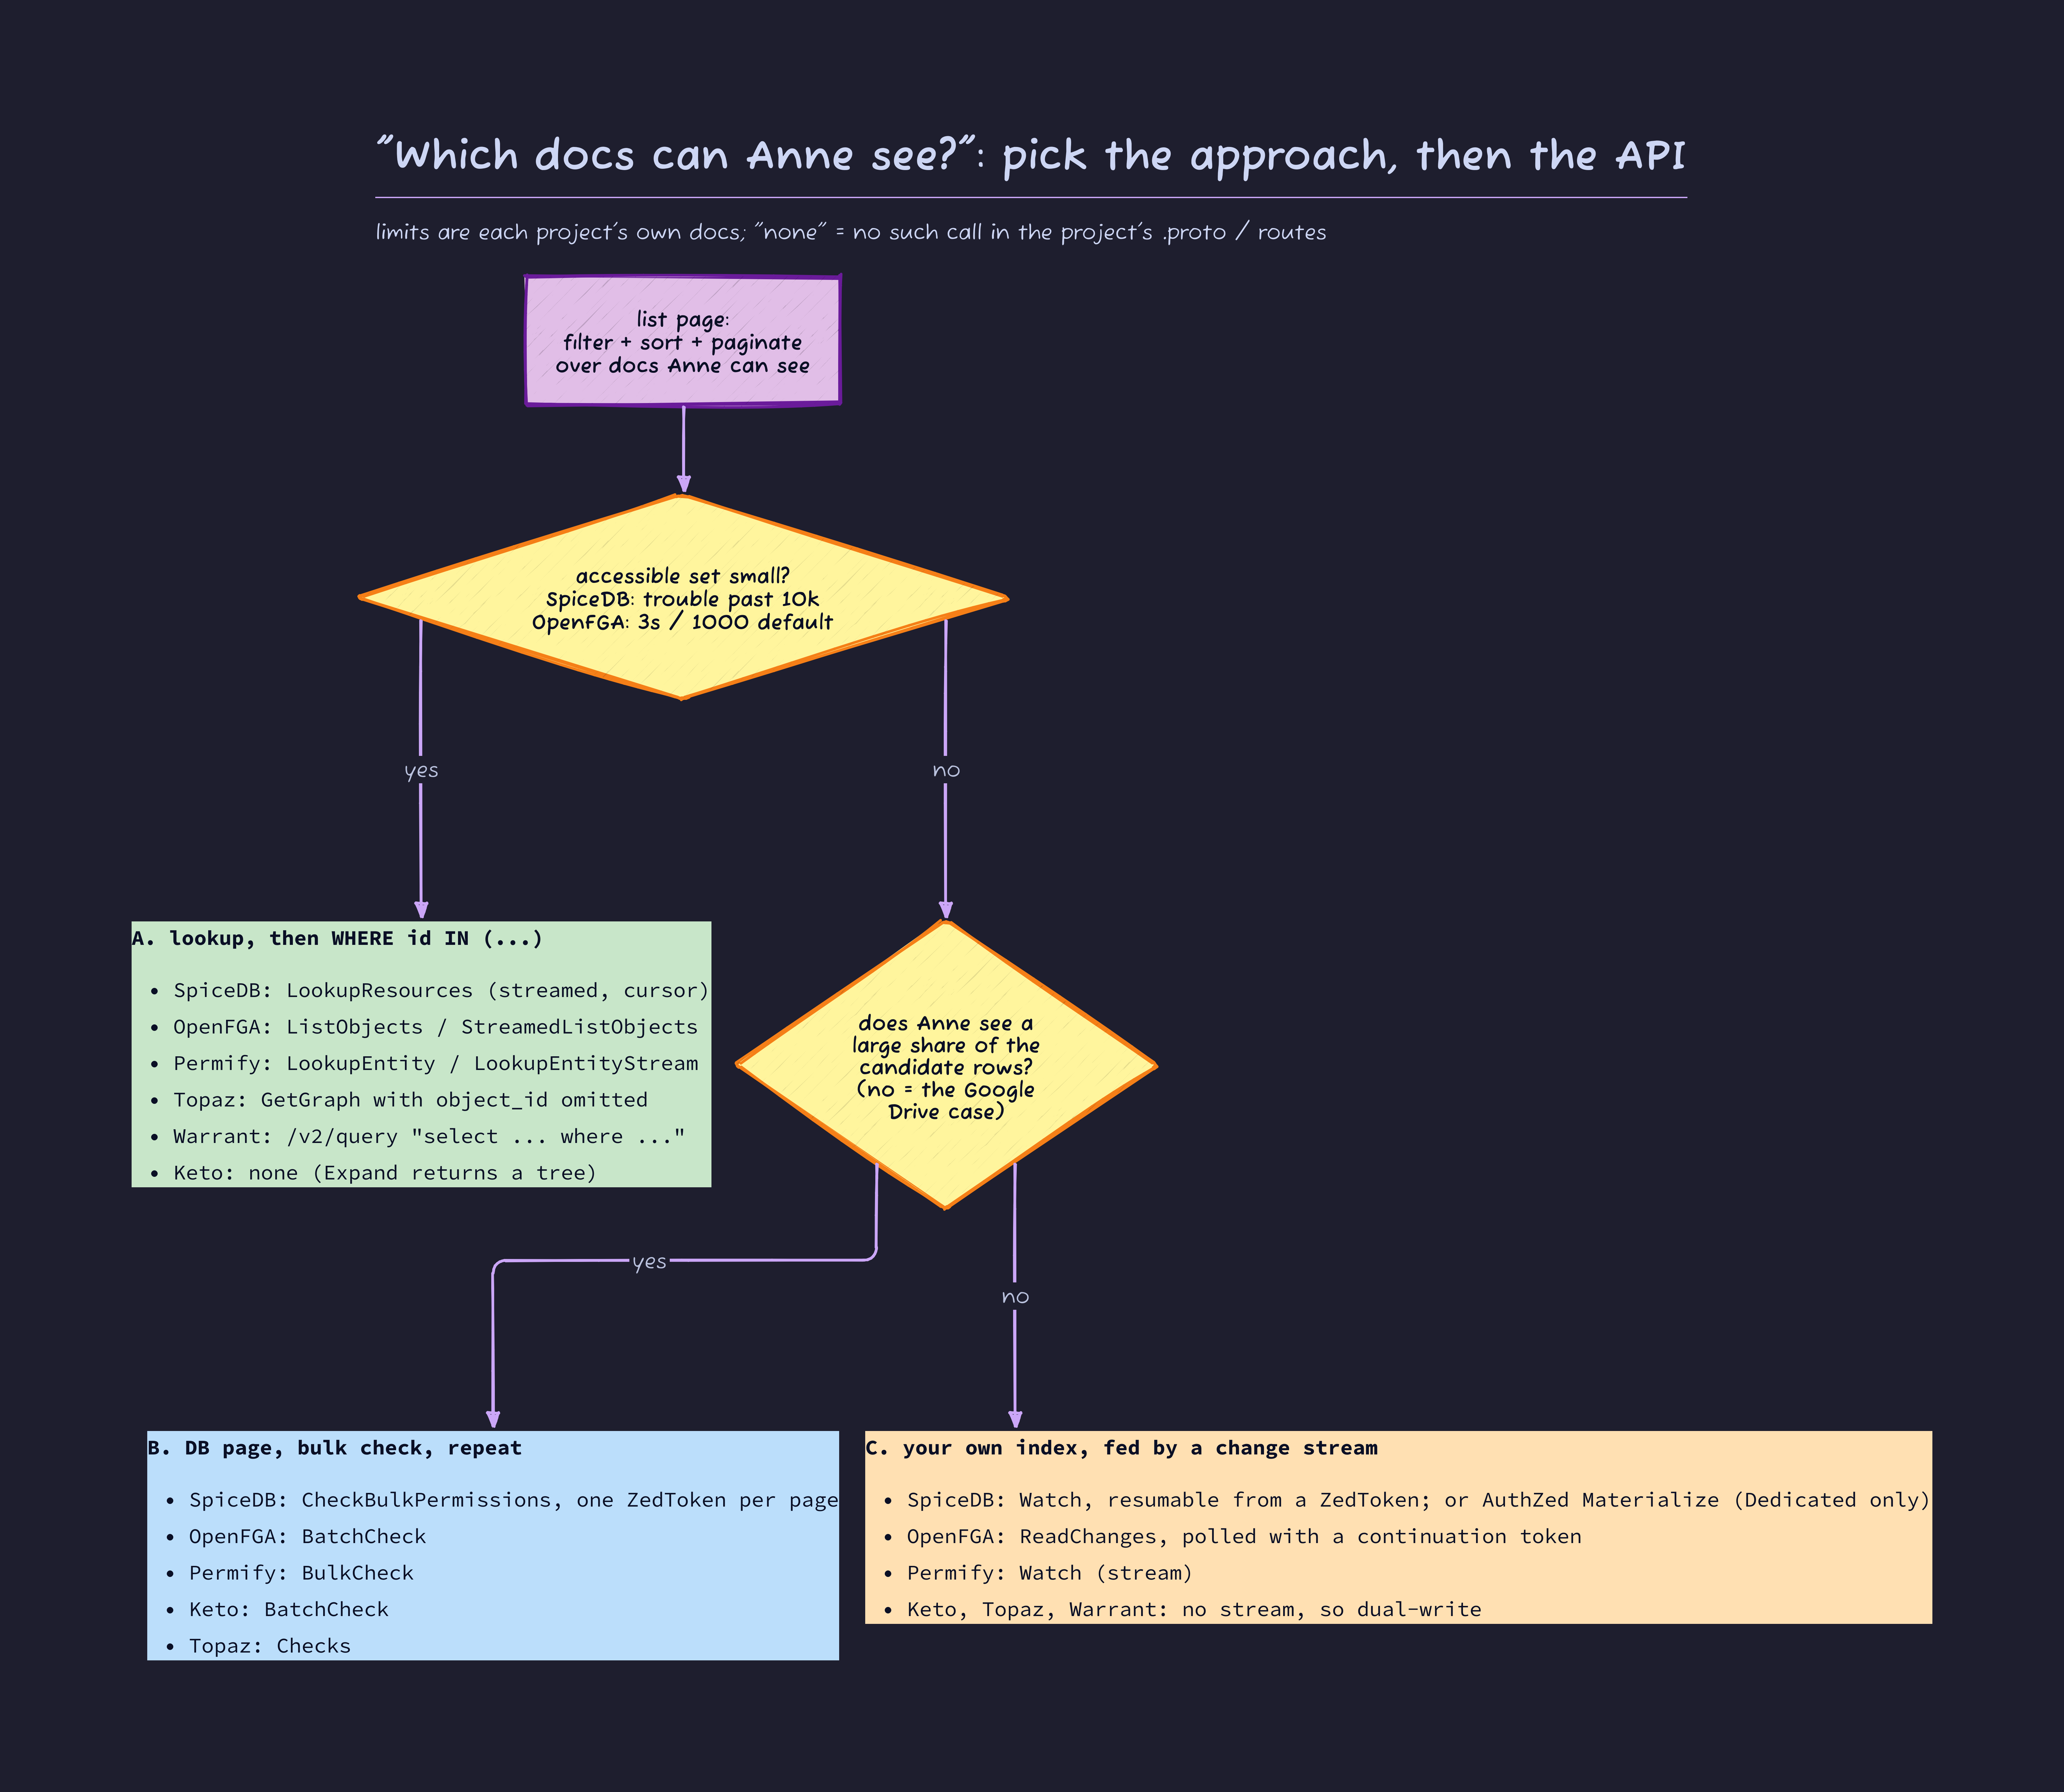 "Which docs can Anne see?": pick the approach, then the API
limits are each project's own docs; "none" = no such call in the project's .proto / routes
list page:
filter + sort + paginate
over docs Anne can see
accessible set small?
SpiceDB: trouble past 10k
OpenFGA: 3s / 1000 default
yes
no
A. lookup, then WHERE id IN (...)
• SpiceDB: LookupResources (streamed, cursor)
• OpenFGA: ListObjects / StreamedListObjects
• Permify: LookupEntity / LookupEntityStream
• Topaz: GetGraph with object_id omitted
• Warrant: /v2/query "select ... where ..."
• Keto: none (Expand returns a tree)
does Anne see a
large share of the
candidate rows?
(no = the Google
Drive case)
yes
no
B. DB page, bulk check, repeat
• SpiceDB: CheckBulkPermissions, one ZedToken per page
• OpenFGA: BatchCheck
• Permify: BulkCheck
• Keto: BatchCheck
• Topaz: Checks
C. your own index, fed by a change stream
• SpiceDB: Watch, resumable from a ZedToken; or AuthZed Materialize (Dedicated only)
• OpenFGA: ReadChanges, polled with a continuation token
• Permify: Watch (stream)
• Keto, Topaz, Warrant: no stream, so dual-write